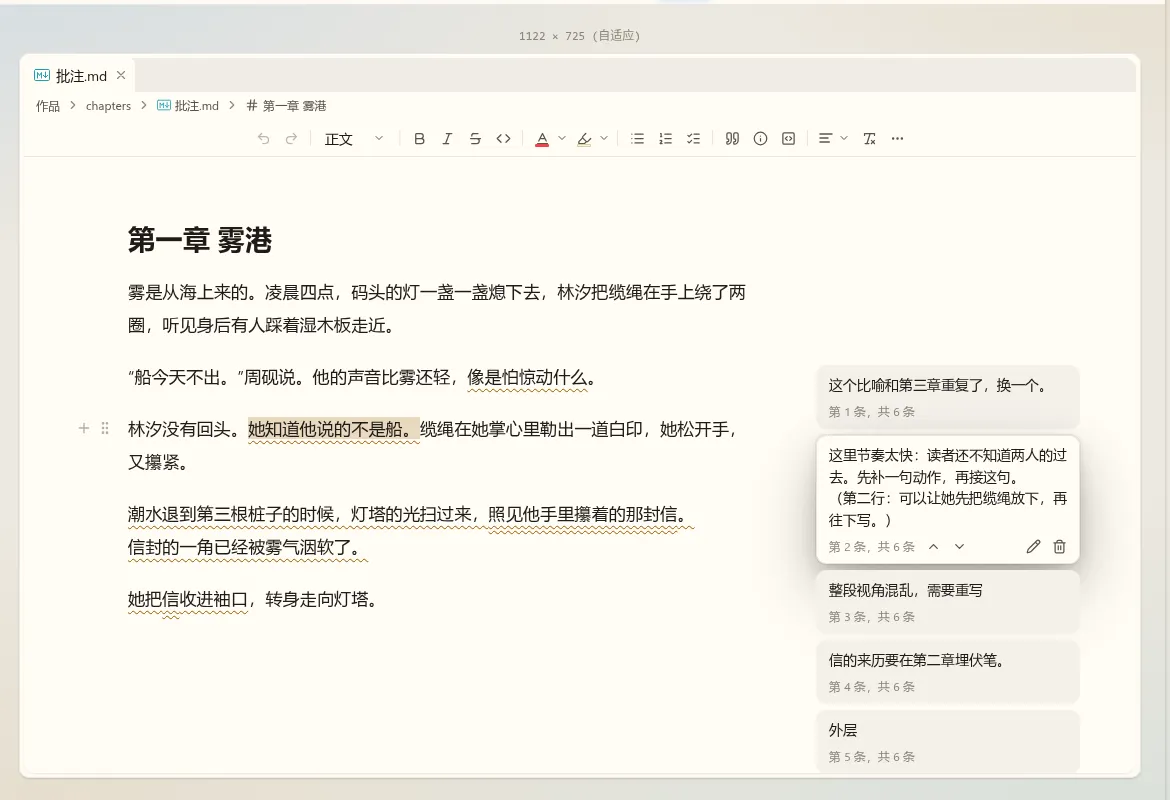 1122 × 725 (自适应)
批注.md
作品 > chapters > 批注.md > # 第一章 雾港
正文
第一章 雾港
雾是从海上来的。凌晨四点，码头的灯一盏一盏熄下去，林汐把缆绳在手上绕了两
圈，听见身后有人踩着湿木板走近。
“船今天不出。”周砚说。他的声音比雾还轻，像是怕惊动什么。
林汐没有回头。她知道他说的不是船。缆绳在她掌心里勒出一道白印，她松开手，
又攥紧。
潮水退到第三根桩子的时候，灯塔的光扫过来，照见他手里攥着的那封信。
信封的一角已经被雾气洇软了。
她把信收进袖口，转身走向灯塔。
这个比喻和第三章重复了，换一个。
第 1 条，共 6 条
这里节奏太快：读者还不知道两人的过
去。先补一句动作，再接这句。
（第二行：可以让她先把缆绳放下，再
往下写。）
第 2 条，共 6 条
整段视角混乱，需要重写
第 3 条，共 6 条
信的来历要在第二章埋伏笔。
第 4 条，共 6 条
外层
第 5 条，共 6 条